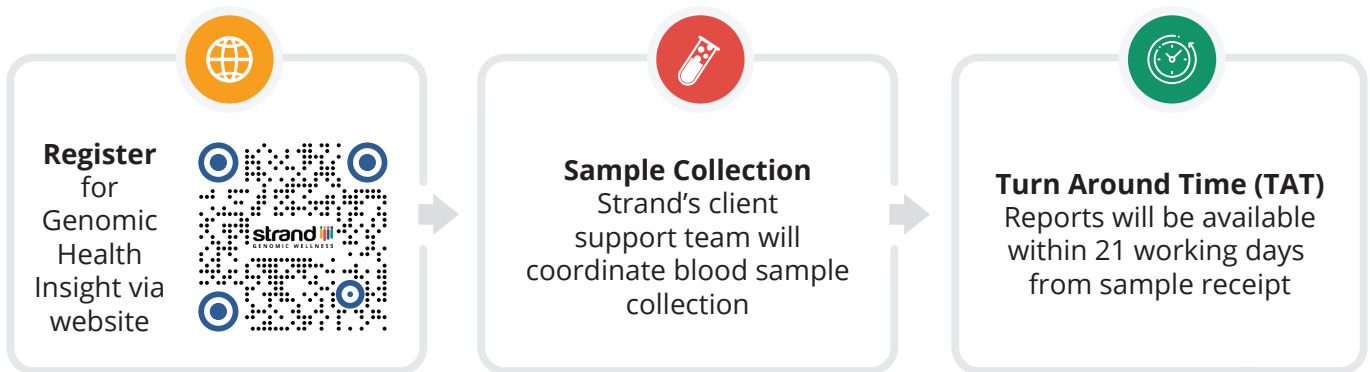 Register
for
Genomic
Health
Insight via
website
strand
GENOMIC WELLNESS
Sample Collection
Strand's client
support team will
coordinate blood sample
collection
Turn Around Time (TAT)
Reports will be available
within 21 working days
from sample receipt